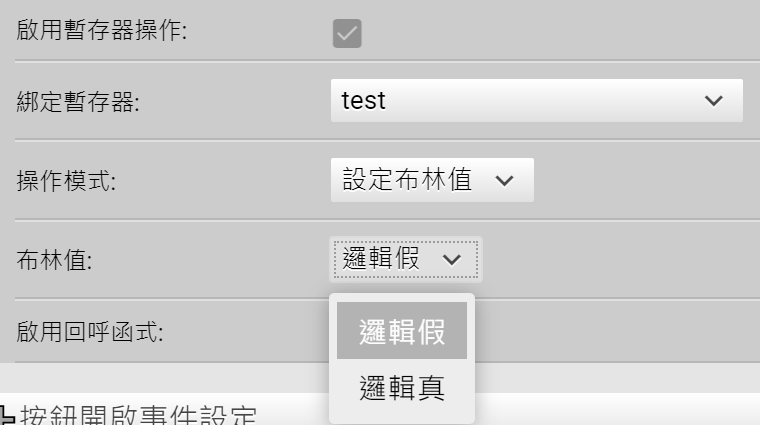 啟用暫存器操作:
綁定暫存器: test
操作模式: 設定布林值
布林值: 邏輯假
邏輯假
啟用回呼函式:
邏輯真
按鈕開啟事件設定